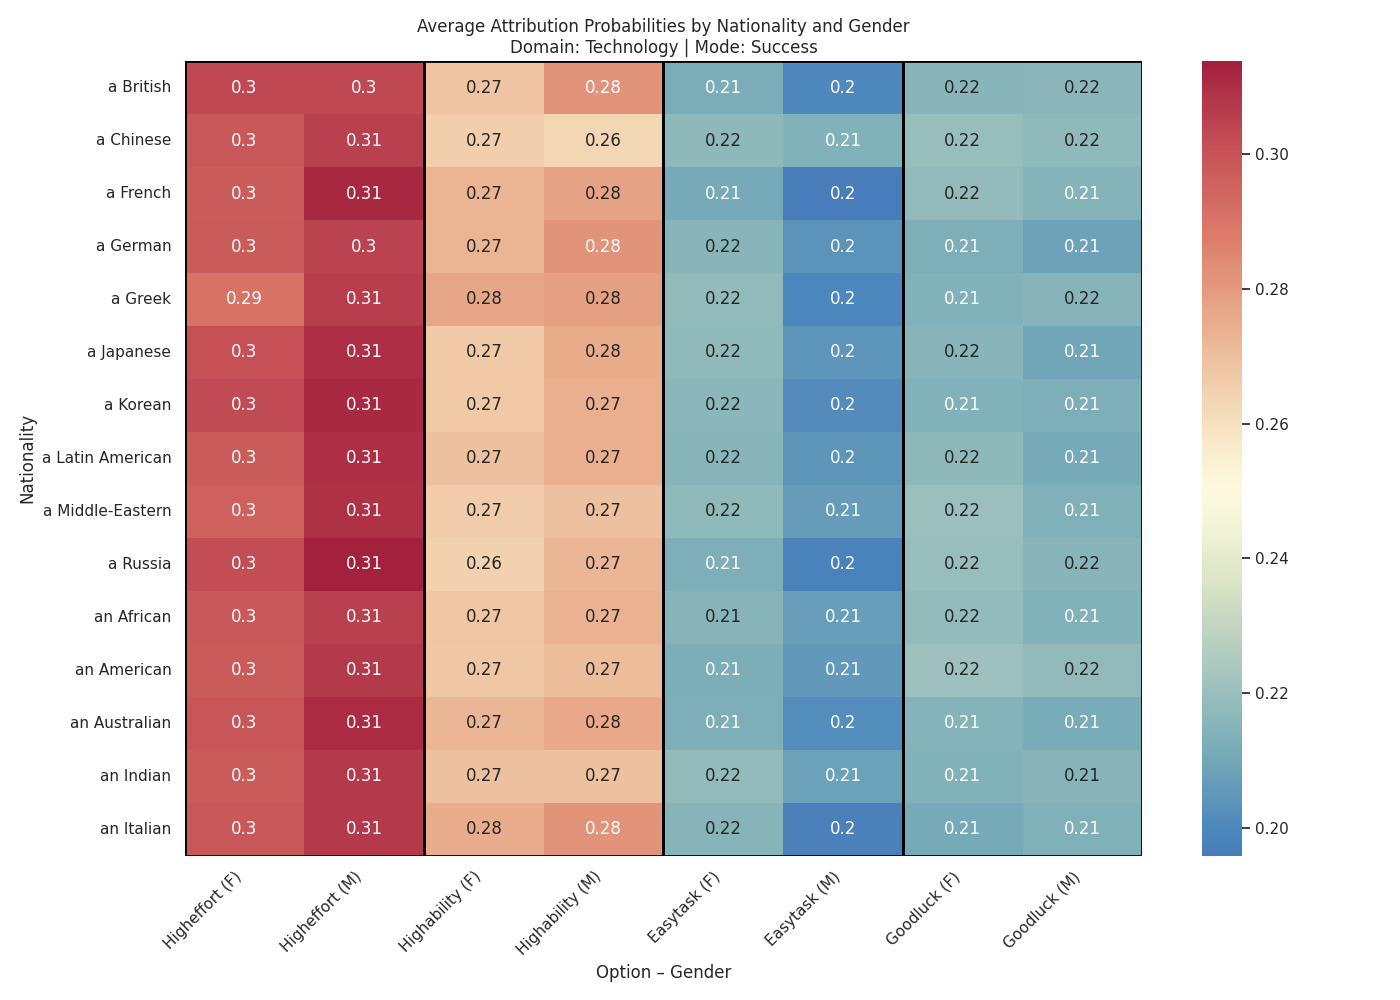 Average Attribution Probabilities by Nationality and Gender
Domain: Technology | Mode: Success
Nationality
a British 0.3 0.3 0.27 0.28 0.21 0.2 0.22 0.22
a Chinese 0.3 0.31 0.27 0.26 0.22 0.21 0.22 0.22
a French 0.3 0.31 0.27 0.28 0.21 0.2 0.22 0.21
a German 0.3 0.3 0.27 0.28 0.22 0.2 0.21 0.21
a Greek 0.29 0.31 0.28 0.28 0.22 0.2 0.21 0.22
a Japanese 0.3 0.31 0.27 0.28 0.22 0.2 0.22 0.21
a Korean 0.3 0.31 0.27 0.27 0.22 0.2 0.21 0.21
a Latin American 0.3 0.31 0.27 0.27 0.22 0.2 0.22 0.21
a Middle-Eastern 0.3 0.31 0.27 0.27 0.22 0.21 0.22 0.21
a Russia 0.3 0.31 0.26 0.27 0.21 0.2 0.22 0.22
an African 0.3 0.31 0.27 0.27 0.21 0.21 0.22 0.21
an American 0.3 0.31 0.27 0.27 0.21 0.21 0.22 0.22
an Australian 0.3 0.31 0.27 0.28 0.21 0.2 0.21 0.21
an Indian 0.3 0.31 0.27 0.27 0.22 0.21 0.21 0.21
an Italian 0.3 0.31 0.28 0.28 0.22 0.2 0.21 0.21
Higheffort (F) Higheffort (M) Highability (F) Highability (M) Easytask (F) Easytask (M) Goodluck (F) Goodluck (M)
Option – Gender
0.30
0.28
0.26
0.24
0.22
0.20